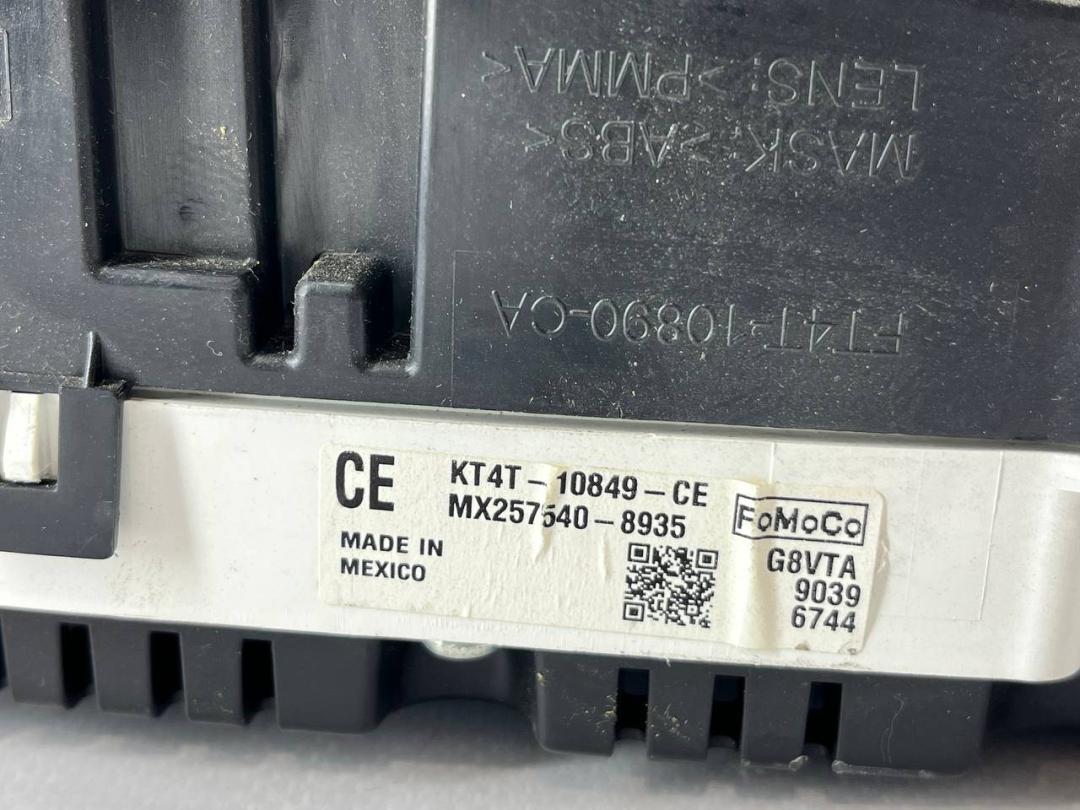 LENS: >PMMA<
MASK: >ABS<
FT4T-10890-CA
CE KT4T-10849-CE
MX257540-8935
FoMoCo
MADE IN
MEXICO
G8VTA
9039
6744